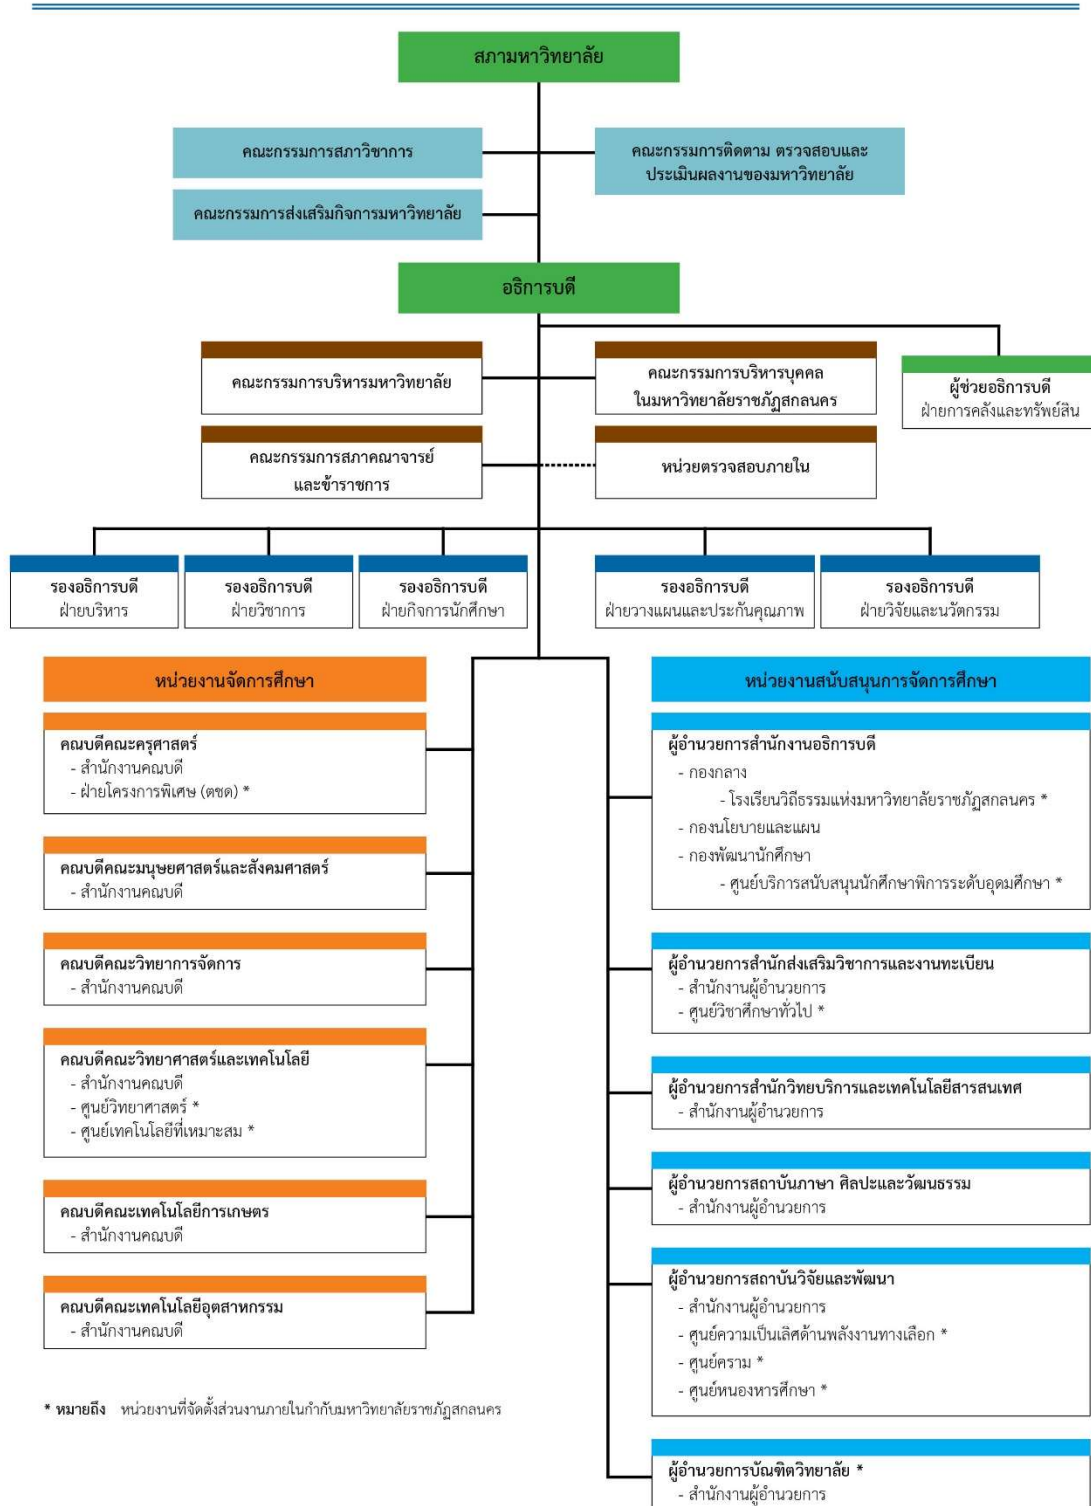 สภามหาวิทยาลัย
คณะกรรมการสภาวิชาการ
คณะกรรมการติดตาม ตรวจสอบและ
ประเมินผลงานของมหาวิทยาลัย
คณะกรรมการส่งเสริมกิจการมหาวิทยาลัย
อธิการบดี
คณะกรรมการบริหารมหาวิทยาลัย
คณะกรรมการบริหารบุคคล
ในมหาวิทยาลัยราชภัฏสกลนคร
ผู้ช่วยอธิการบดี
ฝ่ายการคลังและทรัพย์สิน
คณะกรรมการสภาคณาจารย์
และข้าราชการ
หน่วยตรวจสอบภายใน
รองอธิการบดี
ฝ่ายบริหาร
รองอธิการบดี
ฝ่ายวิชาการ
รองอธิการบดี
ฝ่ายกิจการนักศึกษา
รองอธิการบดี
ฝ่ายวางแผนและประกันคุณภาพ
รองอธิการบดี
ฝ่ายวิจัยและนวัตกรรม
หน่วยงานจัดการศึกษา
คณบดีคณะครุศาสตร์
- สำนักงานคณบดี
- ฝ่ายโครงการพิเศษ (ตชด) *
คณบดีคณะมนุษยศาสตร์และสังคมศาสตร์
- สำนักงานคณบดี
คณบดีคณะวิทยาการจัดการ
- สำนักงานคณบดี
คณบดีคณะวิทยาศาสตร์และเทคโนโลยี
- สำนักงานคณบดี
- ศูนย์วิทยาศาสตร์ *
- ศูนย์เทคโนโลยีที่เหมาะสม *
คณบดีคณะเทคโนโลยีการเกษตร
- สำนักงานคณบดี
คณบดีคณะเทคโนโลยีอุตสาหกรรม
- สำนักงานคณบดี
* หมายถึง หน่วยงานที่จัดตั้งส่วนงานภายในกำกับมหาวิทยาลัยราชภัฏสกลนคร
หน่วยงานสนับสนุนการจัดการศึกษา
ผู้อำนวยการสำนักงานอธิการบดี
- กองกลาง
- โรงเรียนวิถีธรรมแห่งมหาวิทยาลัยราชภัฏสกลนคร *
- กองนโยบายและแผน
- กองพัฒนานักศึกษา
- ศูนย์บริการสนับสนุนนักศึกษาพิการระดับอุดมศึกษา *
ผู้อำนวยการสำนักส่งเสริมวิชาการและงานทะเบียน
- สำนักงานผู้อำนวยการ
- ศูนย์วิชาศึกษาทั่วไป *
ผู้อำนวยการสำนักวิทยบริการและเทคโนโลยีสารสนเทศ
- สำนักงานผู้อำนวยการ
ผู้อำนวยการสถาบันภาษา ศิลปะและวัฒนธรรม
- สำนักงานผู้อำนวยการ
ผู้อำนวยการสถาบันวิจัยและพัฒนา
- สำนักงานผู้อำนวยการ
- ศูนย์ความเป็นเลิศด้านพลังงานทางเลือก *
- ศูนย์คราม *
- ศูนย์หนองหารศึกษา *
ผู้อำนวยการบัณฑิตวิทยาลัย *
- สำนักงานผู้อำนวยการ